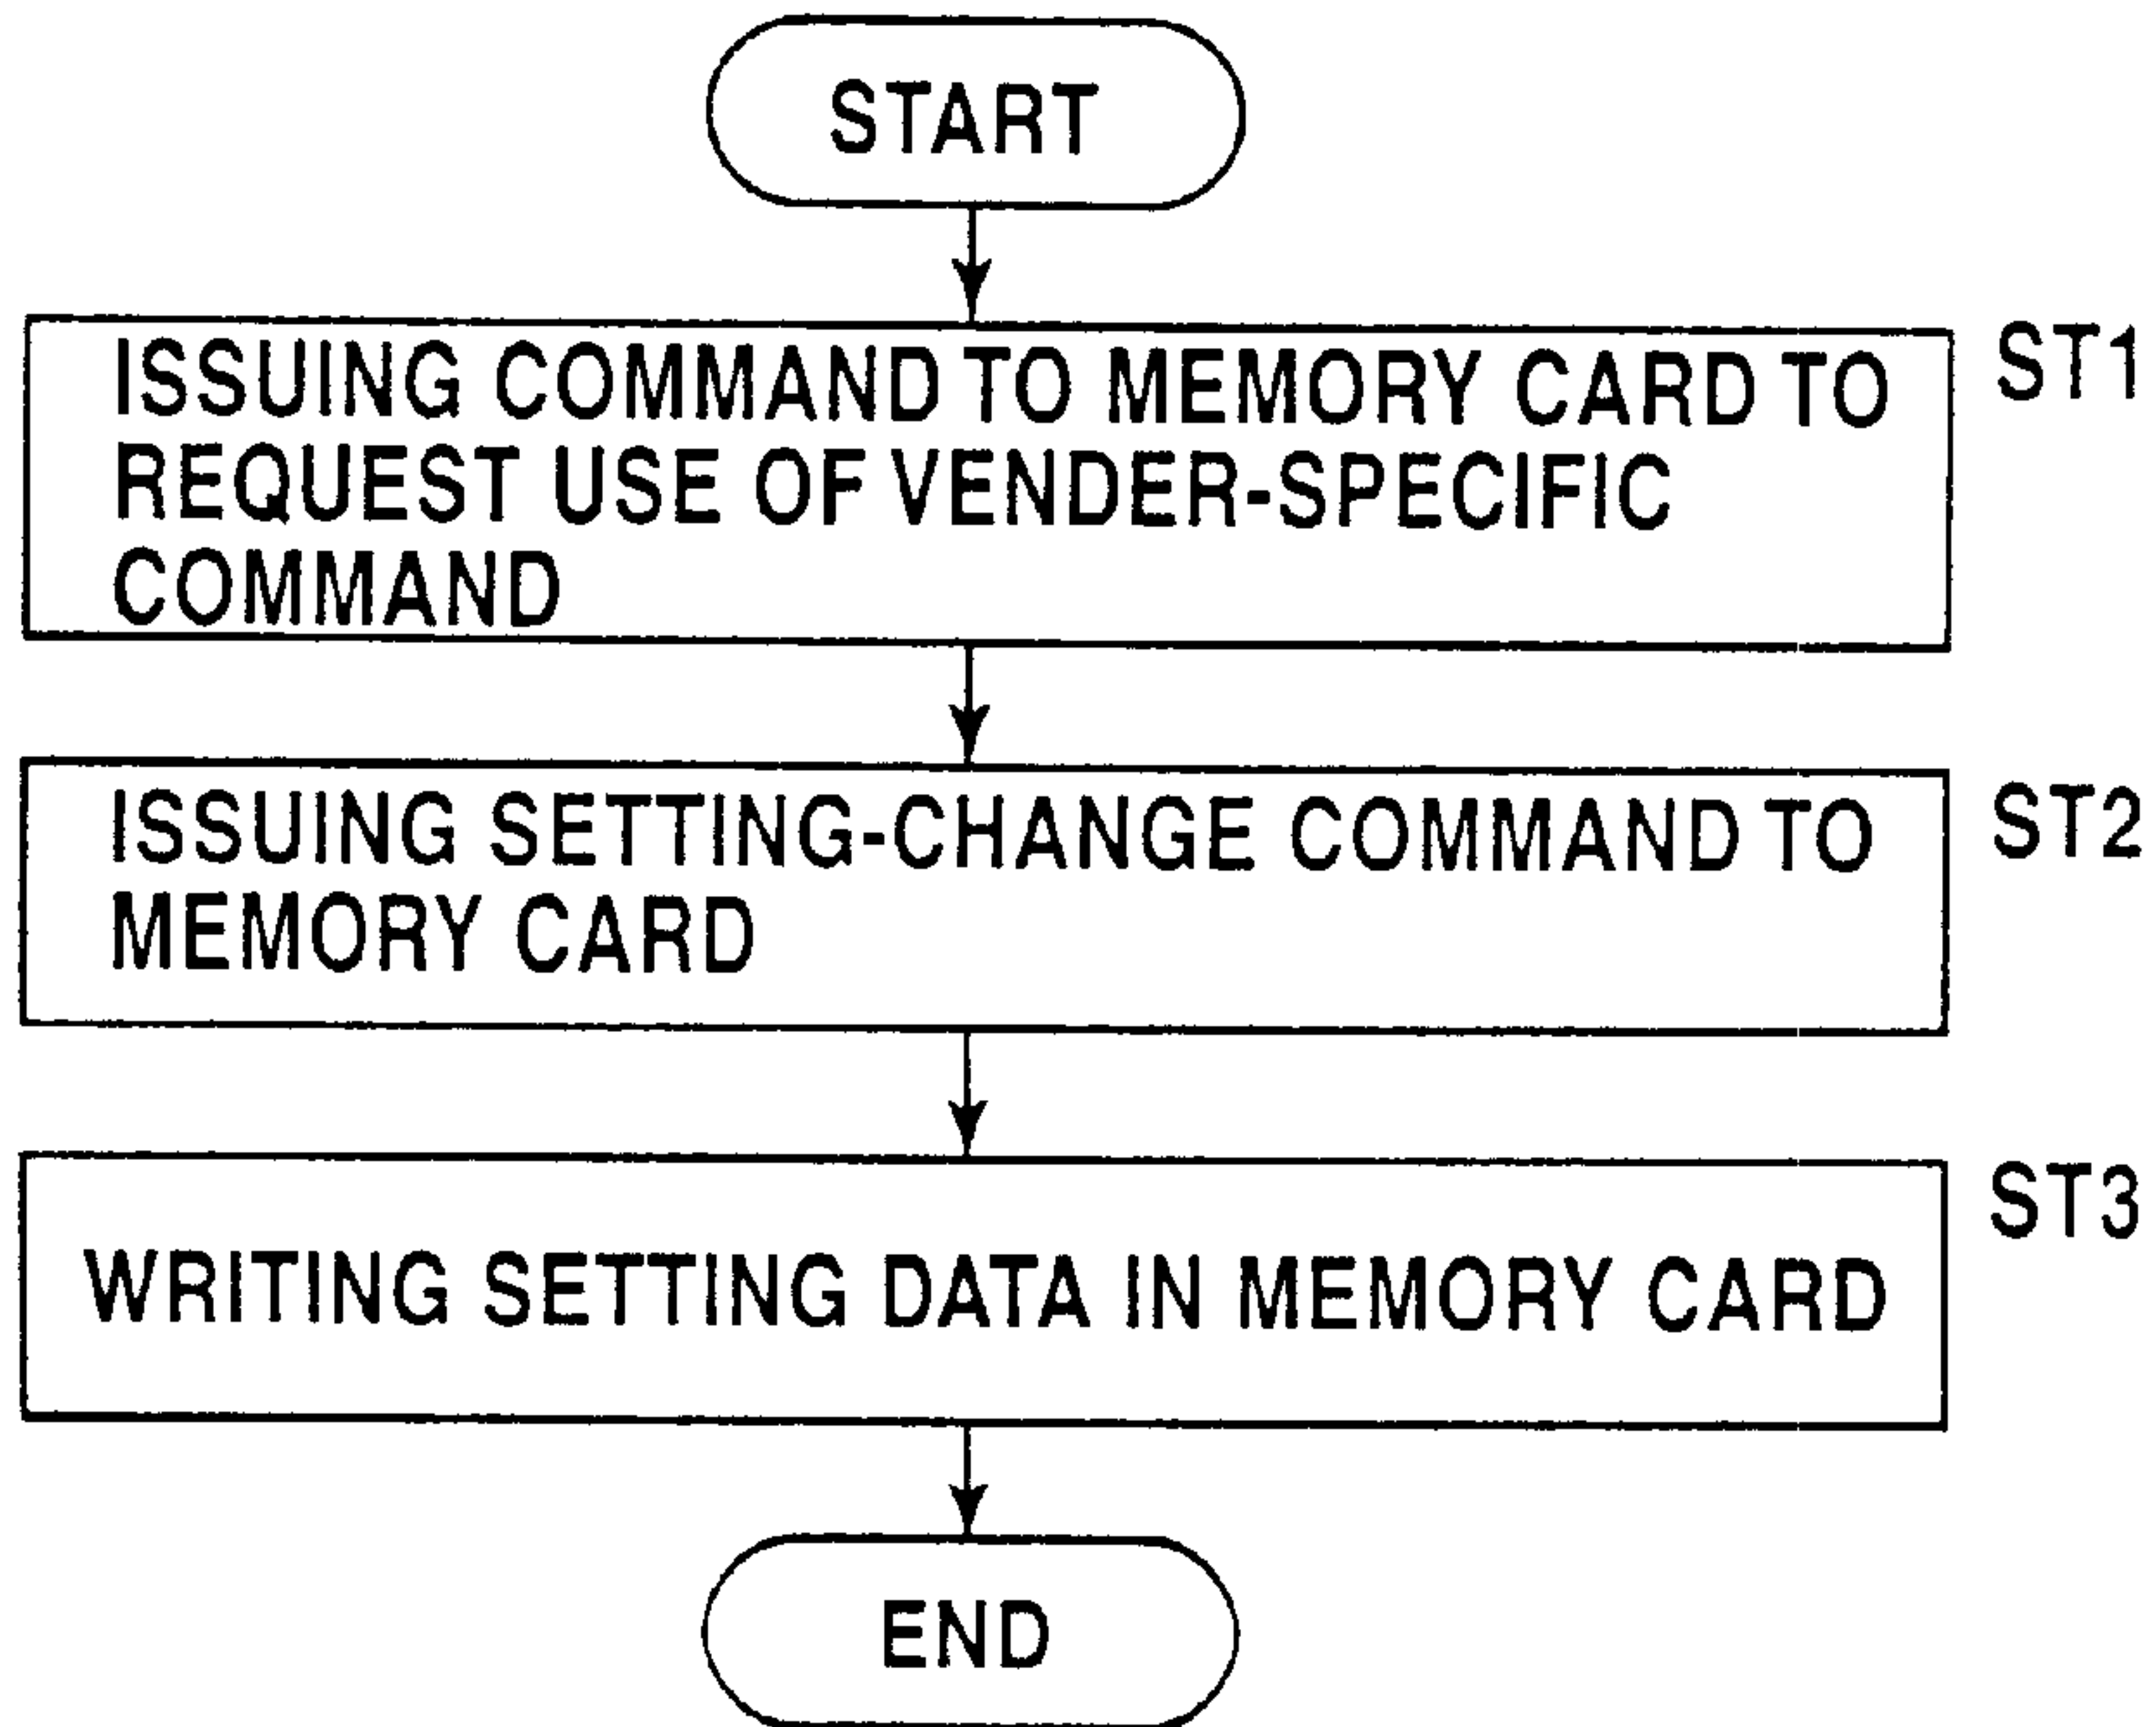 START
ISSUING COMMAND TO MEMORY CARD TO
REQUEST USE OF VENDER-SPECIFIC
COMMAND
ST1
ISSUING SETTING-CHANGE COMMAND TO
MEMORY CARD
ST2
WRITING SETTING DATA IN MEMORY CARD
ST3
END